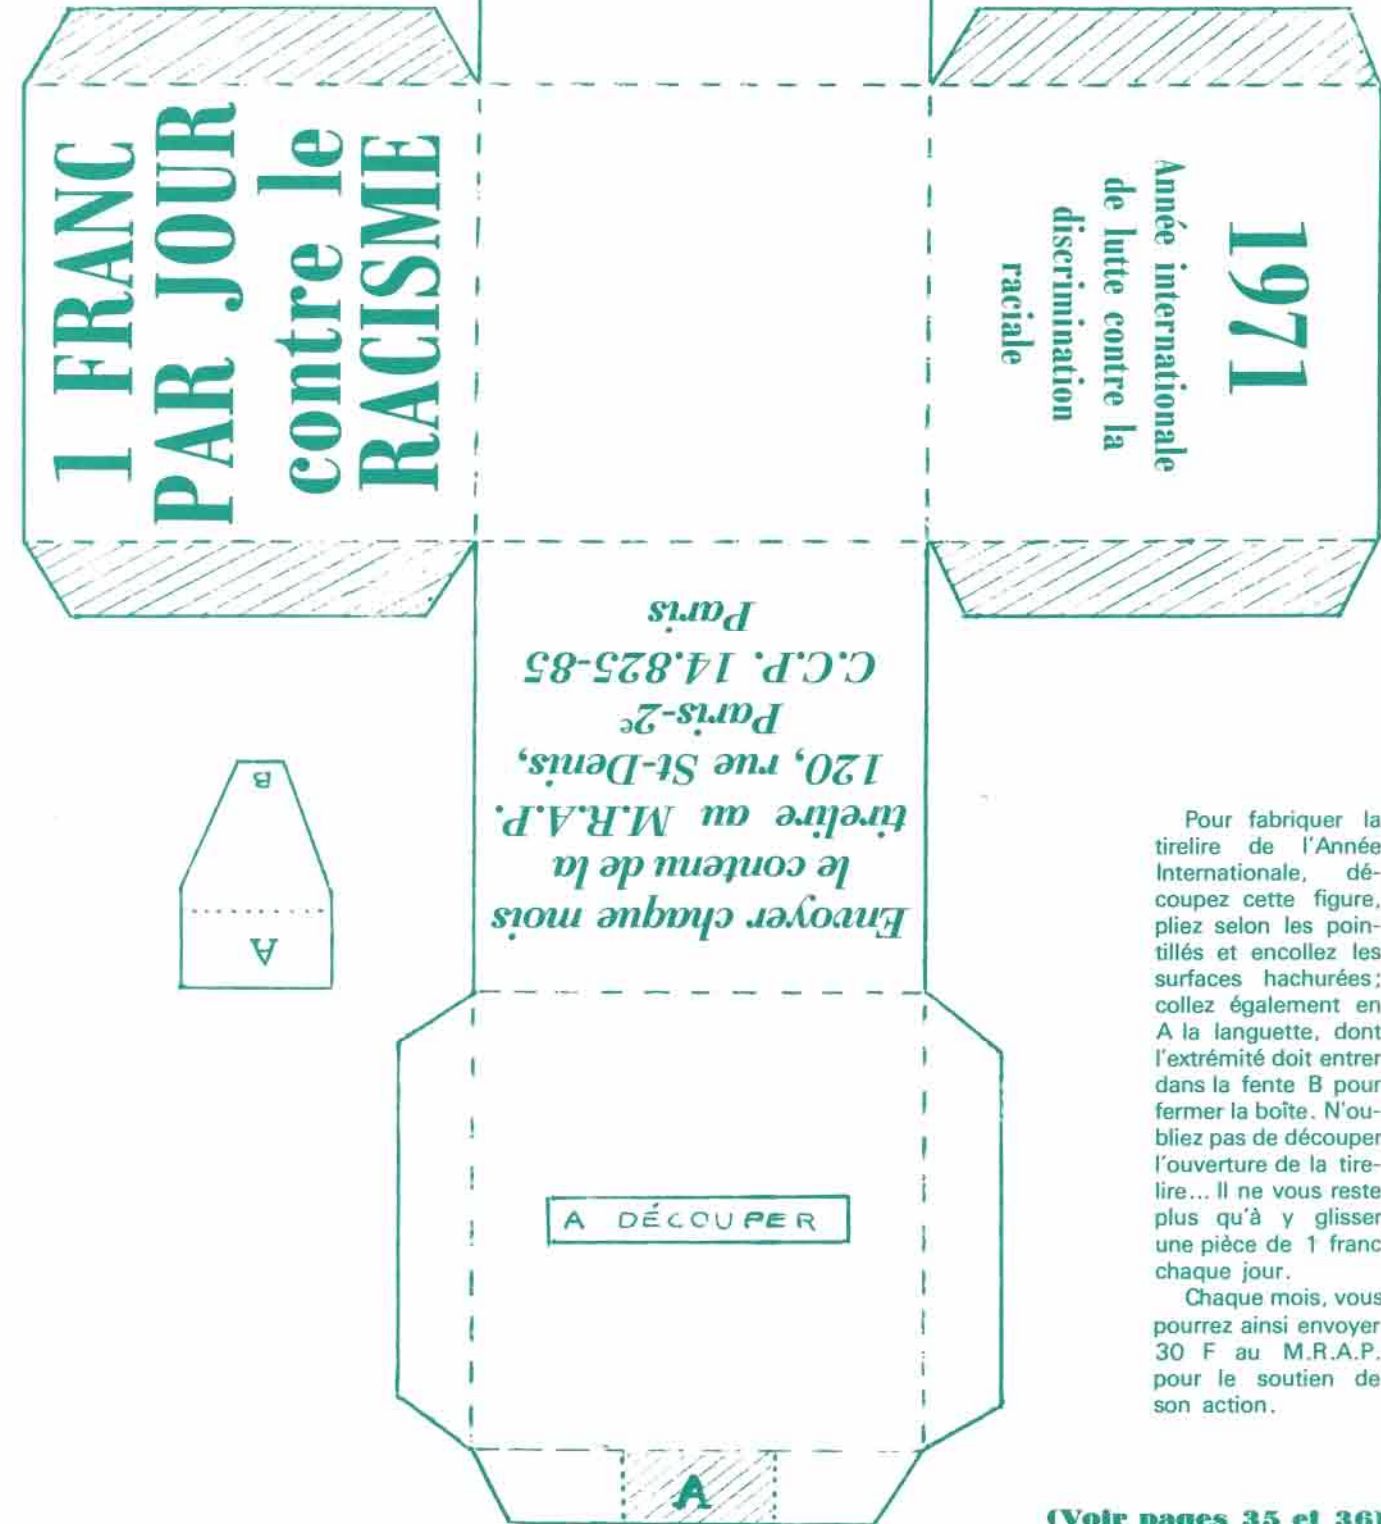 1 FRANC
PAR JOUR
contre le
RACISME
1971
Année internationale
de lutte contre la
discrimination
raciale
Envoyer chaque mois
le contenu de la
tirelire au M.R.A.P.
120, rue St-Denis,
Paris-2e
C.C.P. 14.825-85
Paris
B
A
A DÉCOUPER
A
Pour fabriquer la
tirelire de l'Année
Internationale, dé-
coupez cette figure,
pliez selon les poin-
tillés et encollez les
surfaces hachurées;
collez également en
A la languette, dont
l'extrémité doit entrer
dans la fente B pour
fermer la boîte. N'ou-
bliez pas de découper
l'ouverture de la tire-
lire... Il ne vous reste
plus qu'à y glisser
une pièce de 1 franc
chaque jour.
Chaque mois, vous
pourrez ainsi envoyer
30 F au M.R.A.P.
pour le soutien de
son action.
(Voir pages 35 et 36)